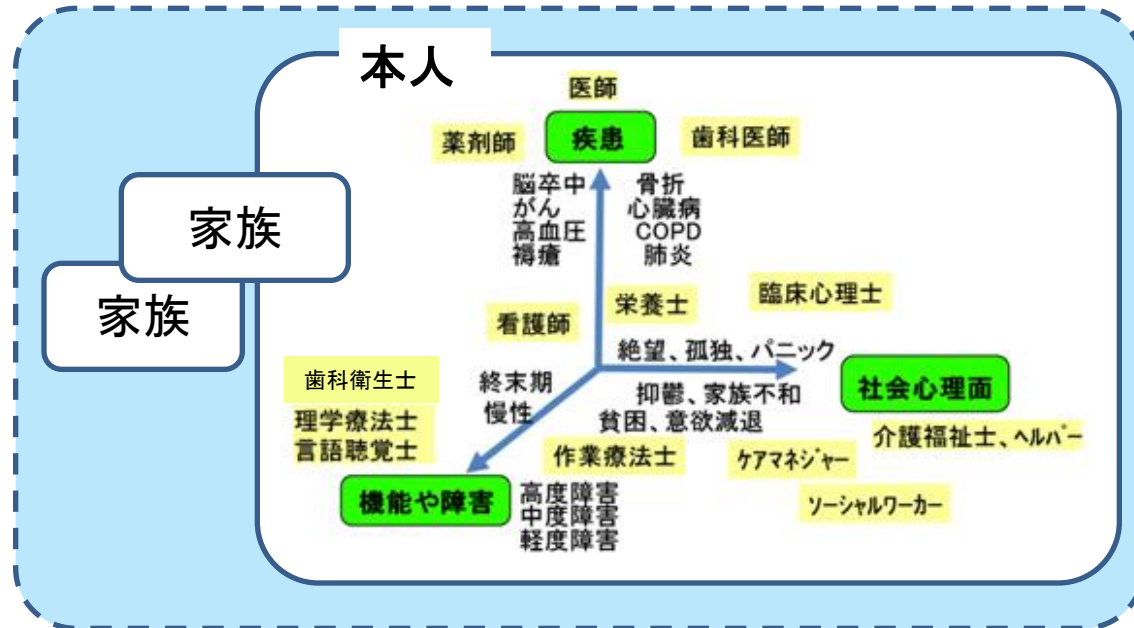 本人
医師
薬剤師
疾患
歯科医師
脳卒中
がん
高血圧
褥瘡
骨折
心臓病
COPD
肺炎
家族
家族
看護師
栄養士
臨床心理士
絶望、孤独、パニック
抑鬱、家族不和
貧困、意欲減退
社会心理面
介護福祉士、ヘルパー
ケアマネジャー
ソーシャルワーカー
終末期
慢性
歯科衛生士
理学療法士
言語聴覚士
作業療法士
機能や障害
高度障害
中度障害
軽度障害